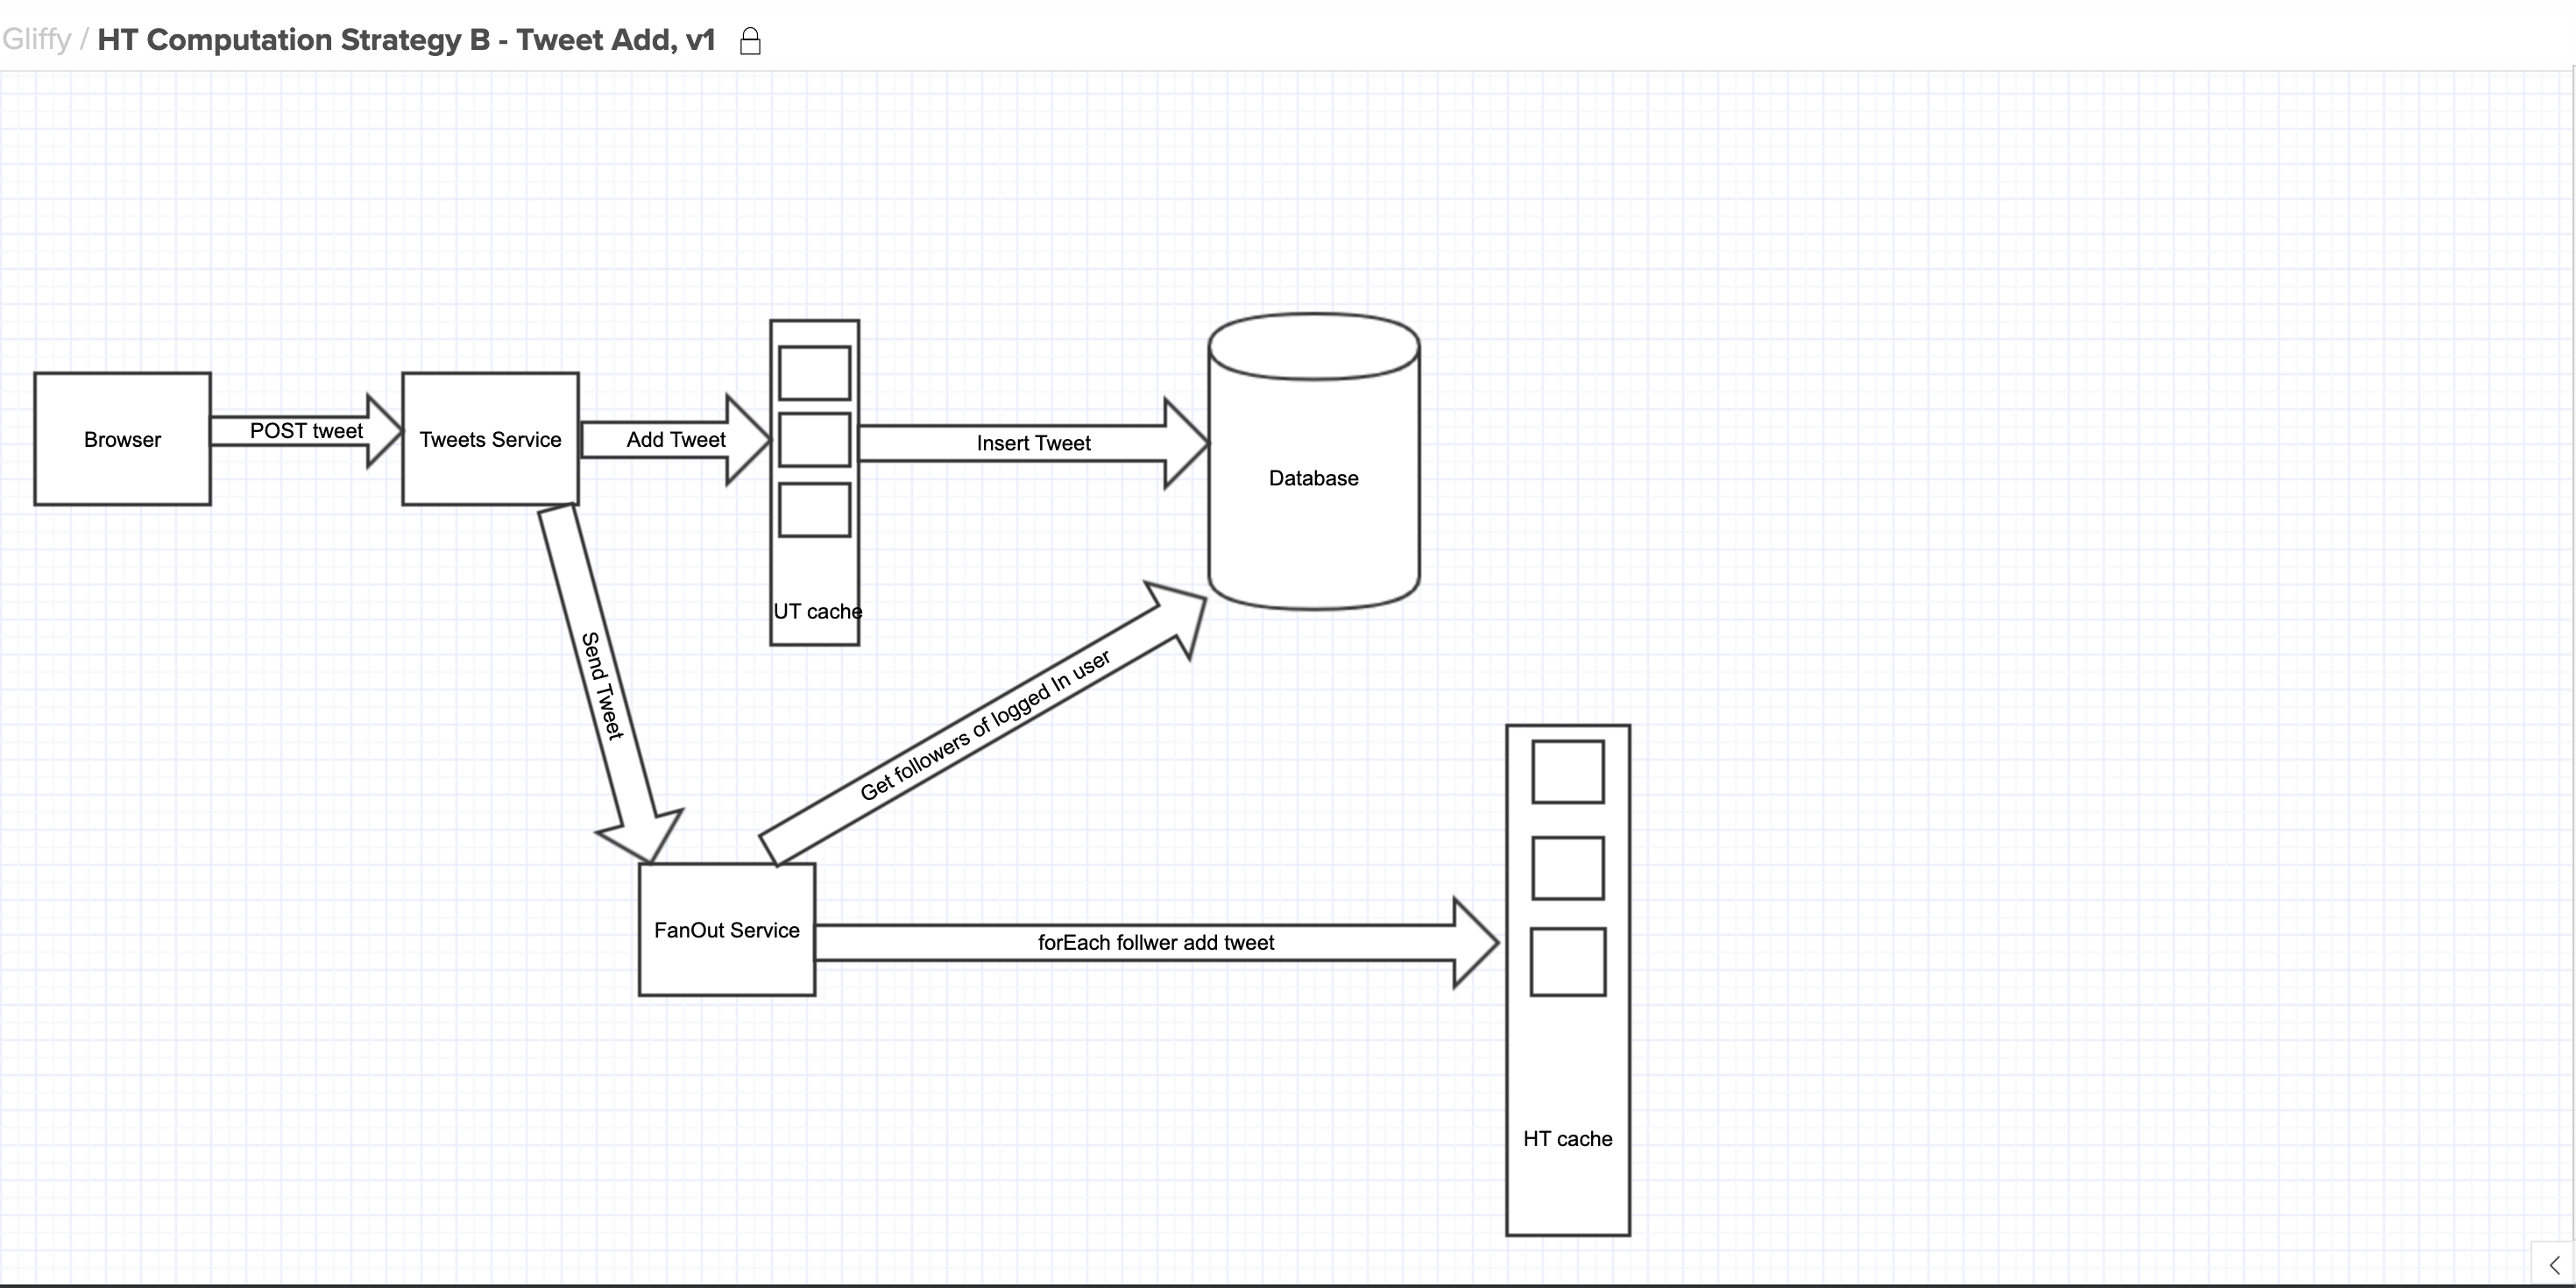 Gliffy / HT Computation Strategy B - Tweet Add, v1
Browser
POST tweet
Tweets Service
Add Tweet
UT cache
Insert Tweet
Database
Send Tweet
Get followers of logged In user
FanOut Service
forEach follwer add tweet
HT cache